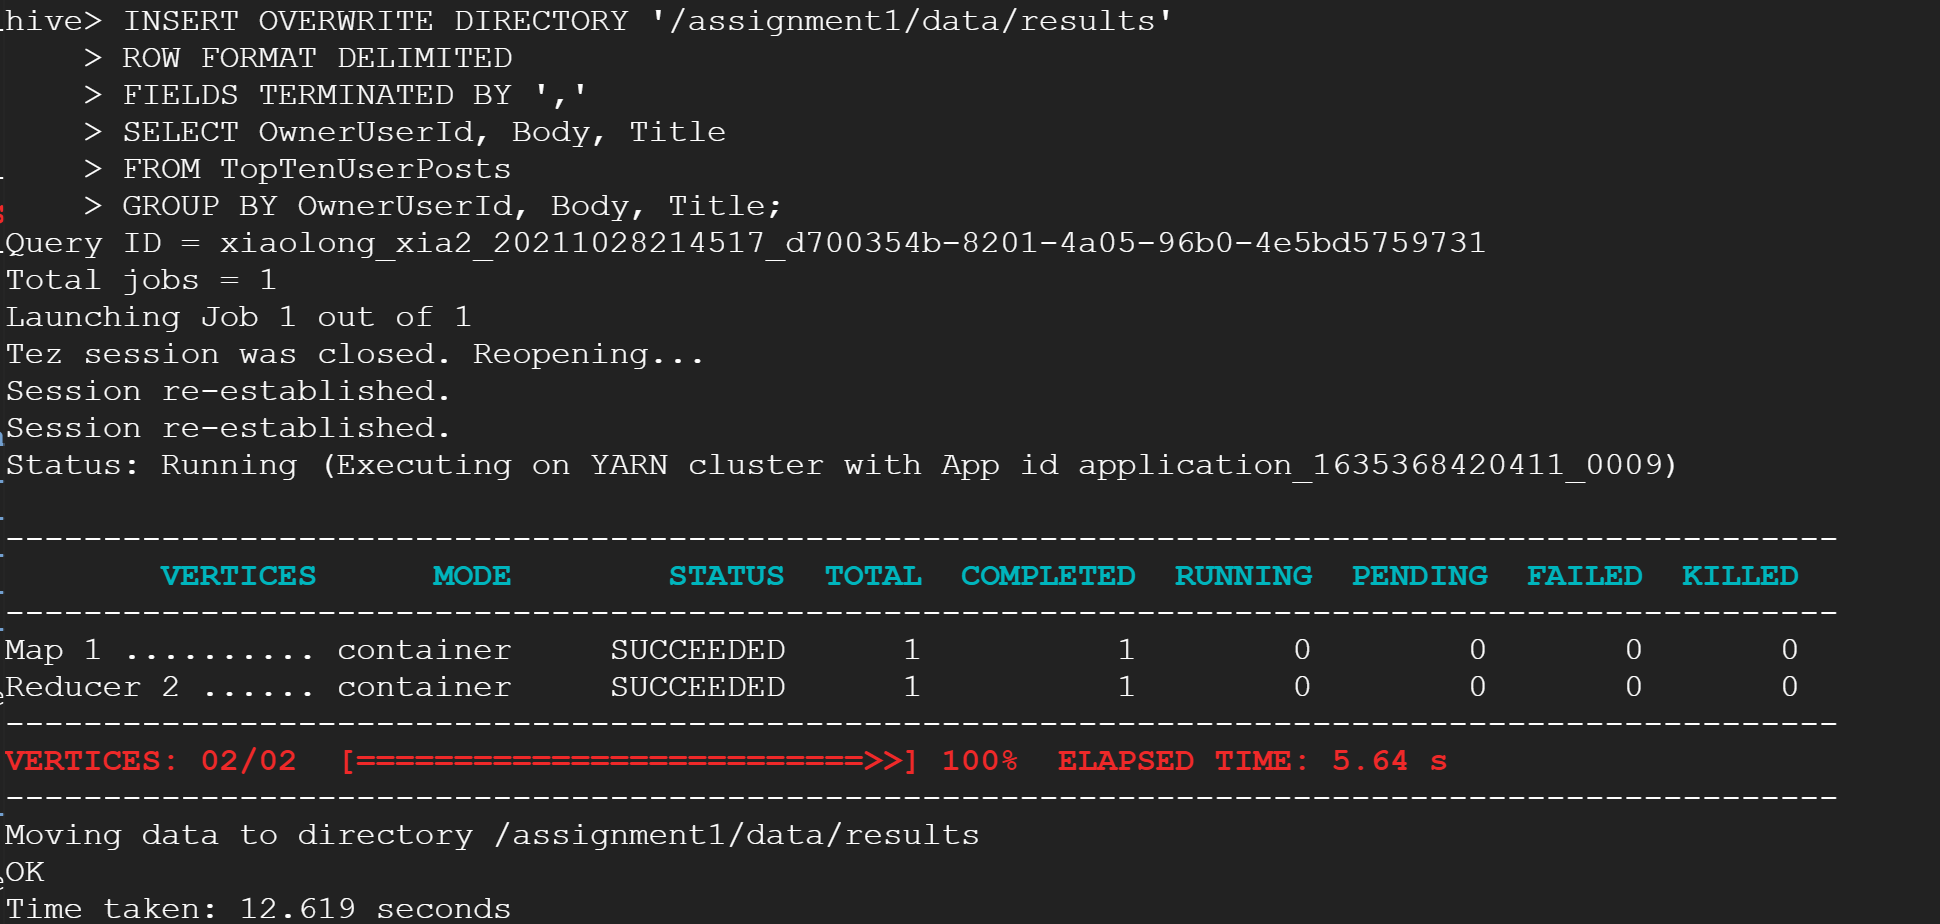 hive> INSERT OVERWRITE DIRECTORY '/assignment1/data/results'
    > ROW FORMAT DELIMITED
    > FIELDS TERMINATED BY ','
    > SELECT OwnerUserId, Body, Title
    > FROM TopTenUserPosts
    > GROUP BY OwnerUserId, Body, Title;
Query ID = xiaolong_xia2_20211028214517_d700354b-8201-4a05-96b0-4e5bd5759731
Total jobs = 1
Launching Job 1 out of 1
Tez session was closed. Reopening...
Session re-established.
Session re-established.
Status: Running (Executing on YARN cluster with App id application_1635368420411_0009)
----------------------------------------------------------------------------------------------
        VERTICES      MODE        STATUS  TOTAL  COMPLETED  RUNNING  PENDING  FAILED  KILLED
----------------------------------------------------------------------------------------------
Map 1 .......... container     SUCCEEDED      1          1        0        0       0       0
Reducer 2 ...... container     SUCCEEDED      1          1        0        0       0       0
----------------------------------------------------------------------------------------------
VERTICES: 02/02  [==========================>>] 100%  ELAPSED TIME: 5.64 s
----------------------------------------------------------------------------------------------
Moving data to directory /assignment1/data/results
OK
Time taken: 12.619 seconds